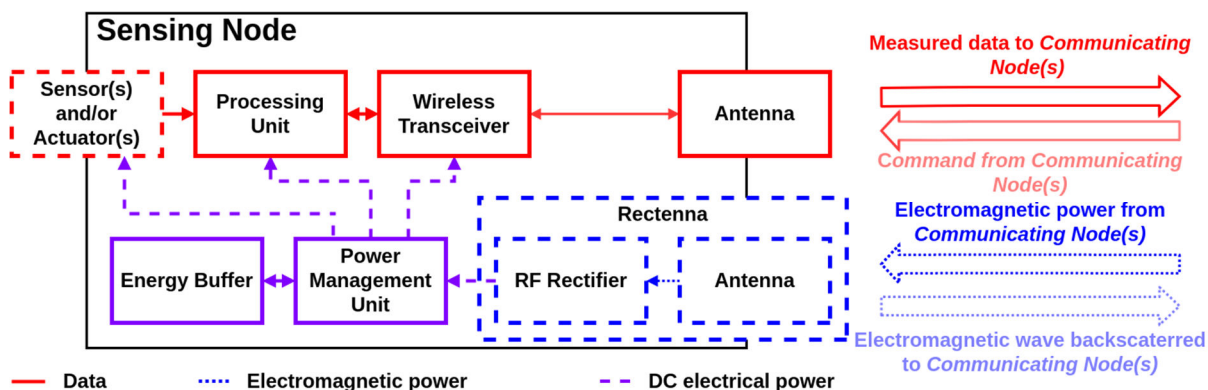 Sensing Node
Sensor(s)
and/or
Actuator(s)
Processing
Unit
Wireless
Transceiver
Antenna
Energy Buffer
Power
Management
Unit
Rectenna
RF Rectifier
Antenna
Measured data to Communicating
Node(s)
Command from Communicating
Node(s)
Electromagnetic power from
Communicating Node(s)
Electromagnetic wave backscaterred
to Communicating Node(s)
Data
Electromagnetic power
DC electrical power